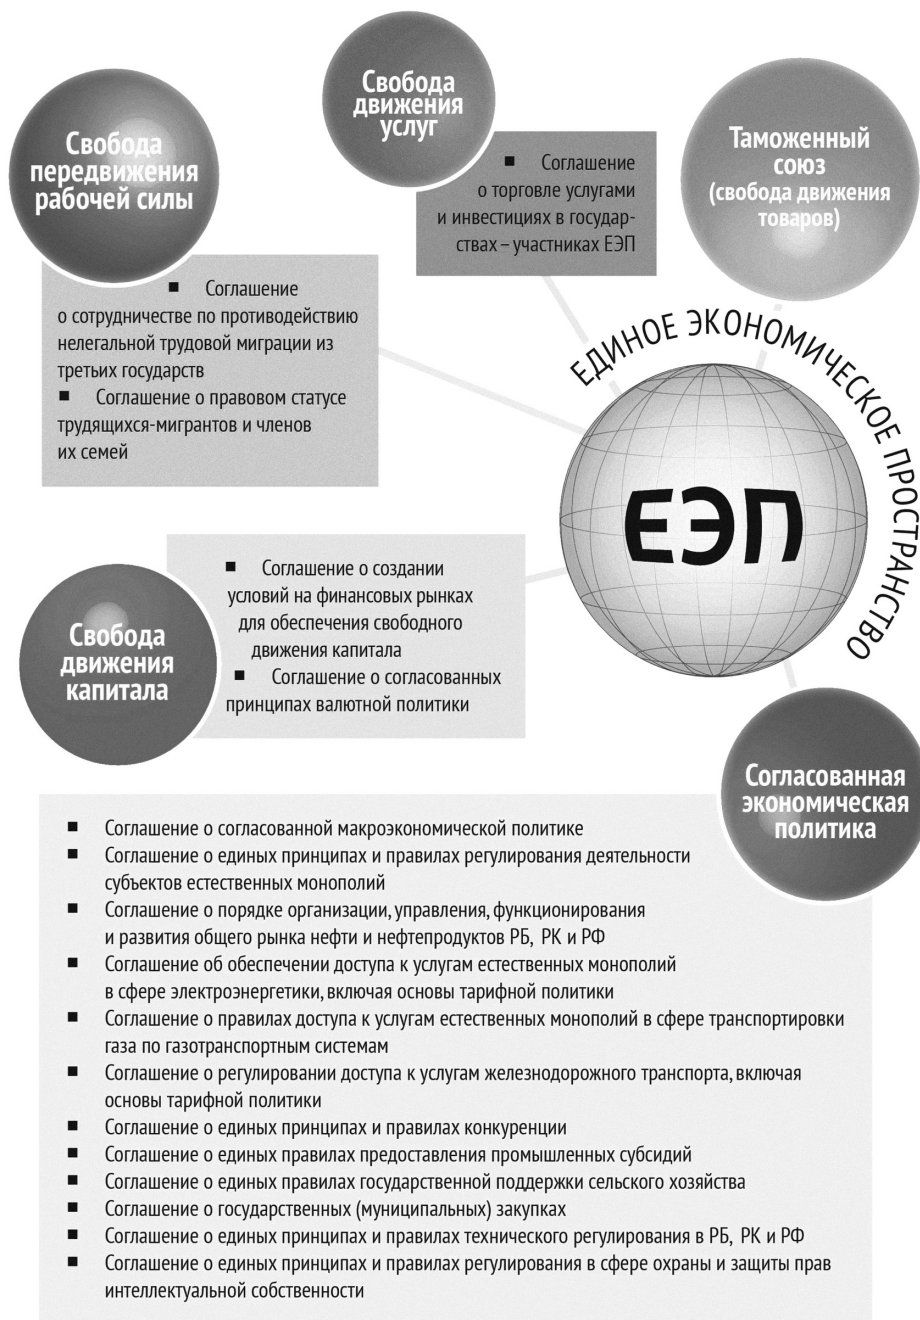 Свобода
движения
услуг
Свобода
передвижения
рабочей силы
Таможенный
союз
(свобода движения
товаров)
■ Соглашение
о торговле услугами
и инвестициях в государ-
ствах – участниках ЕЭП
■ Соглашение
о сотрудничестве по противодействию
нелегальной трудовой миграции из
третьих государств
■ Соглашение о правовом статусе
трудящихся-мигрантов и членов
их семей
ЕДИНОЕ ЭКОНОМИЧЕСКОЕ ПРОСТРАНСТВО
ЕЭП
■ Соглашение о создании
условий на финансовых рынках
для обеспечения свободного
движения капитала
■ Соглашение о согласованных
принципах валютной политики
Свобода
движения
капитала
Согласованная
экономическая
политика
■ Соглашение о согласованной макроэкономической политике
■ Соглашение о единых принципах и правилах регулирования деятельности
субъектов естественных монополий
■ Соглашение о порядке организации, управления, функционирования
и развития общего рынка нефти и нефтепродуктов РБ, РК и РФ
■ Соглашение об обеспечении доступа к услугам естественных монополий
в сфере электроэнергетики, включая основы тарифной политики
■ Соглашение о правилах доступа к услугам естественных монополий в сфере транспортировки
газа по газотранспортным системам
■ Соглашение о регулировании доступа к услугам железнодорожного транспорта, включая
основы тарифной политики
■ Соглашение о единых принципах и правилах конкуренции
■ Соглашение о единых правилах предоставления промышленных субсидий
■ Соглашение о единых правилах государственной поддержки сельского хозяйства
■ Соглашение о государственных (муниципальных) закупках
■ Соглашение о единых принципах и правилах технического регулирования в РБ, РК и РФ
■ Соглашение о единых принципах и правилах регулирования в сфере охраны и защиты прав
интеллектуальной собственности